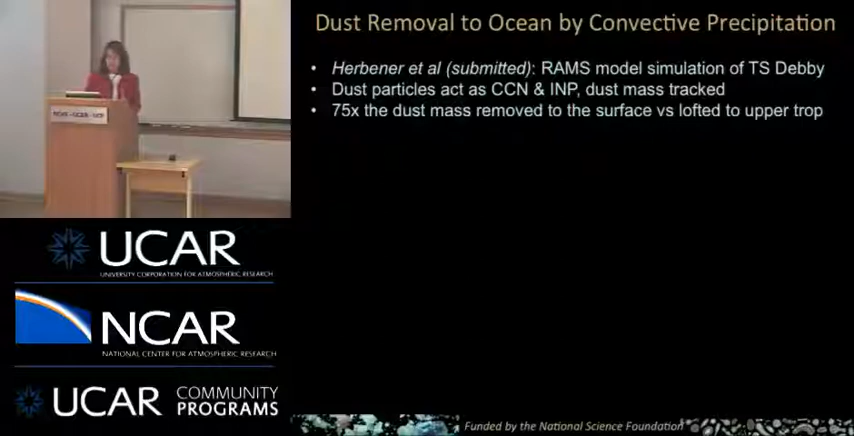 Dust Removal to Ocean by Convective Precipitation
• Herbener et al (submitted): RAMS model simulation of TS Debby
• Dust particles act as CCN & INP, dust mass tracked
• 75x the dust mass removed to the surface vs lofted to upper trop
UCAR
UNIVERSITY CORPORATION FOR ATMOSPHERIC RESEARCH
NCAR
NATIONAL CENTER FOR ATMOSPHERIC RESEARCH
UCAR COMMUNITY PROGRAMS
Funded by the National Science Foundation